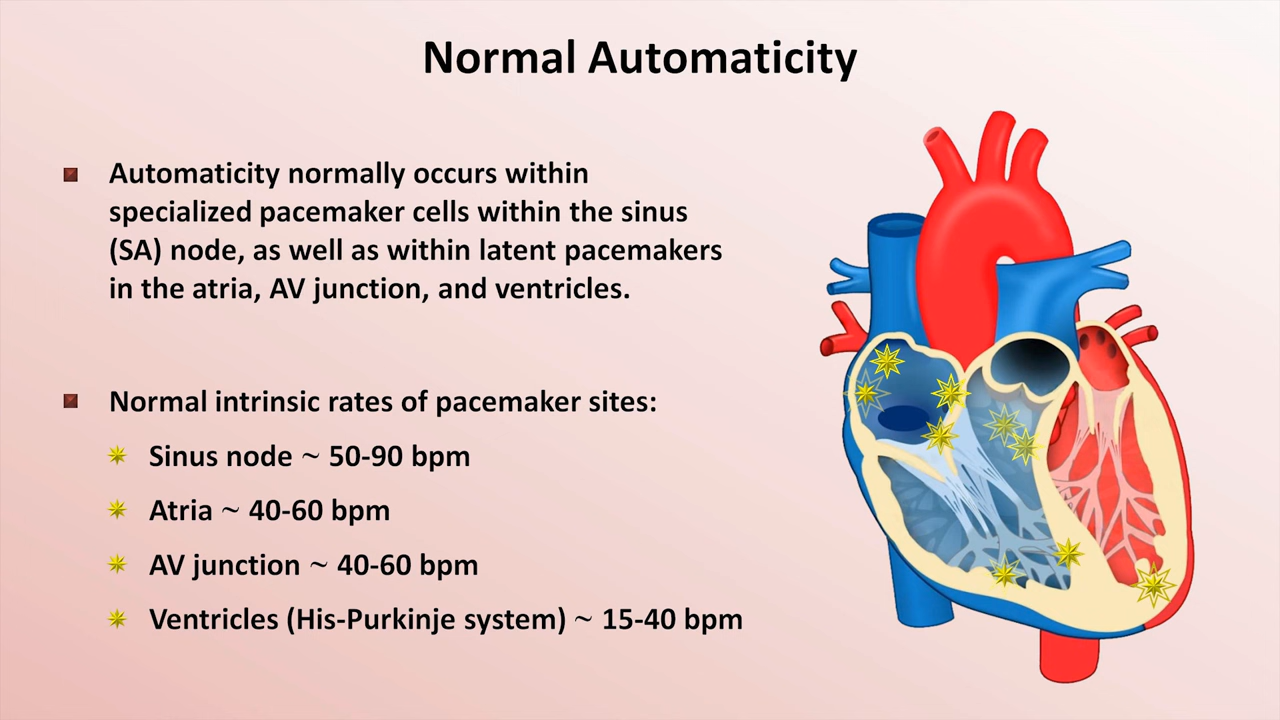 Normal Automaticity
Automaticity normally occurs within
specialized pacemaker cells within the sinus
(SA) node, as well as within latent pacemakers
in the atria, AV junction, and ventricles.
Normal intrinsic rates of pacemaker sites:
Sinus node ~ 50-90 bpm
Atria ~ 40-60 bpm
AV junction ~ 40-60 bpm
Ventricles (His-Purkinje system) ~ 15-40 bpm